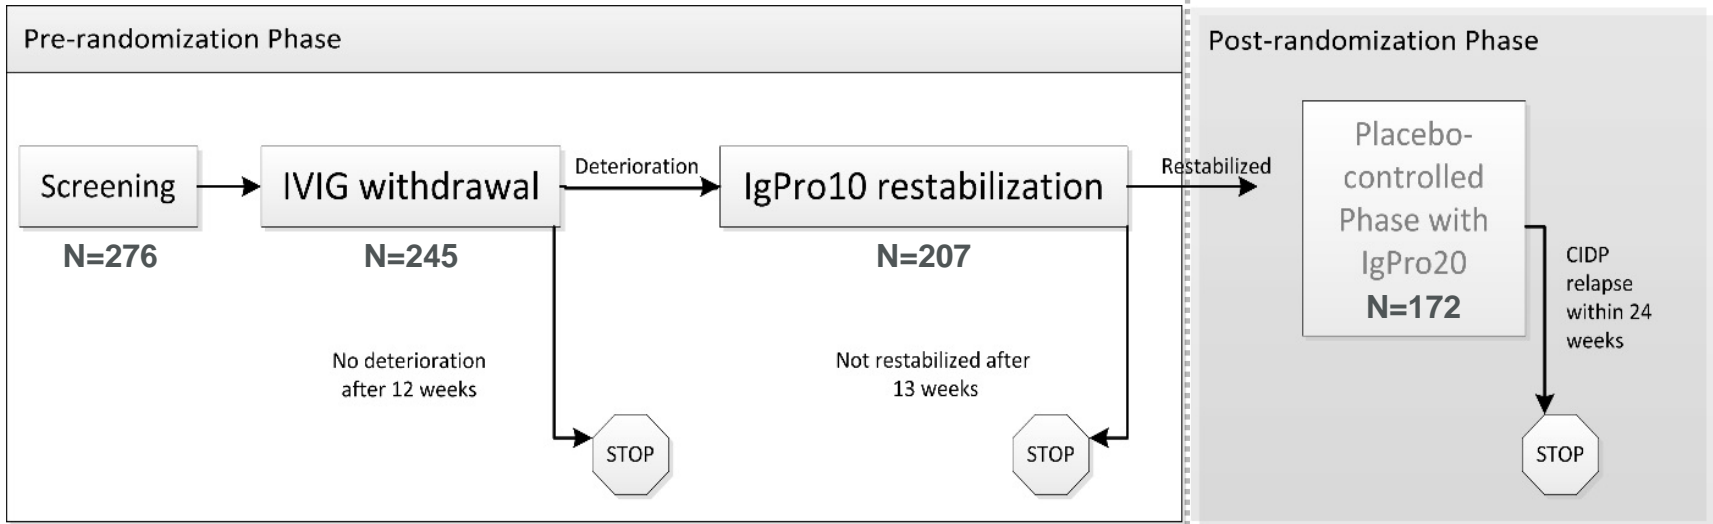 Pre-randomization Phase
Post-randomization Phase
Screening
N=276
IVIG withdrawal
N=245
Deterioration
IgPro10 restabilization
N=207
Restabilized
Placebo-
controlled
Phase with
IgPro20
N=172
No deterioration
after 12 weeks
STOP
Not restabilized after
13 weeks
STOP
CIDP
relapse
within 24
weeks
STOP